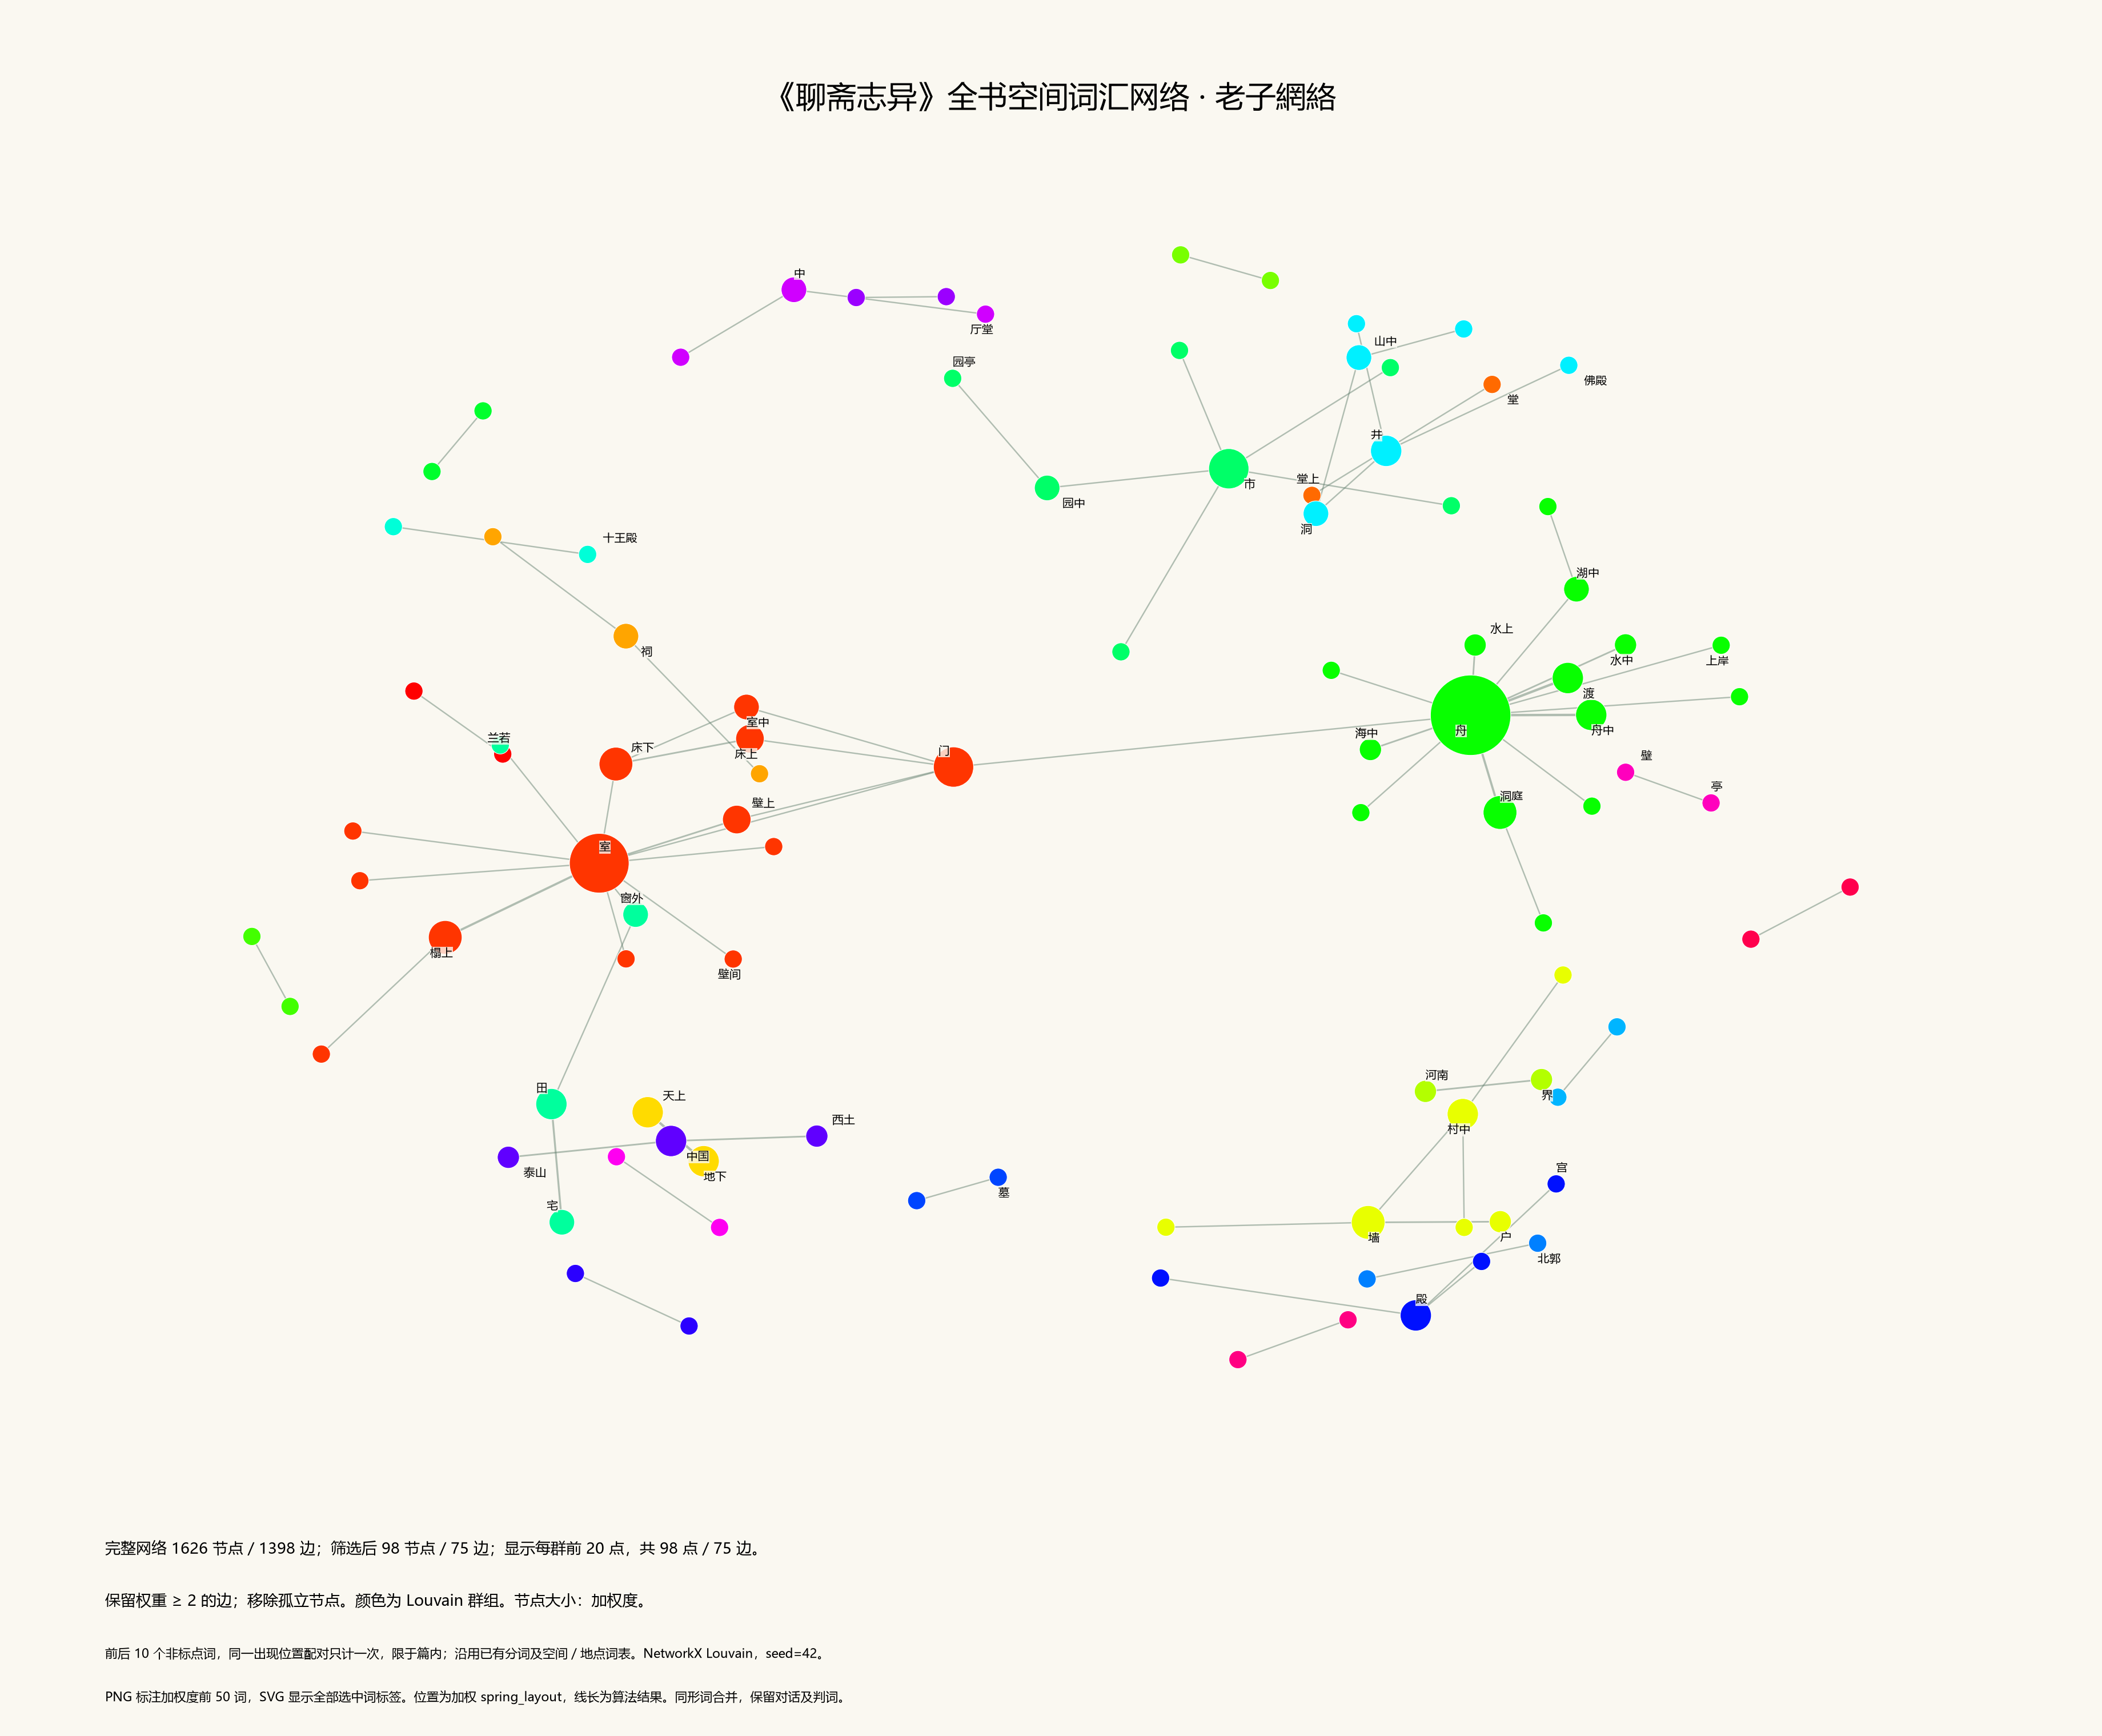 《聊斋志异》全书空间词汇网络 · 老子網絡
中
厅堂
园亭
山中
佛殿
堂
井
市
堂上
园中
洞
十王殿
湖中
水上
祠
水中
上岸
渡
室中
舟
舟中
兰若
床下
床上
门
海中
壁
亭
洞庭
壁上
室
窗外
榻上
壁间
河南
田
天上
界
村中
西土
中国
泰山
地下
宫
墓
宅
墙
户
北郭
殿
完整网络 1626 节点 / 1398 边；筛选后 98 节点 / 75 边；显示每群前 20 点，共 98 点 / 75 边。
保留权重 ≥ 2 的边；移除孤立节点。颜色为 Louvain 群组。节点大小：加权度。
前后 10 个非标点词，同一出现位置配对只计一次，限于篇内；沿用已有分词及空间 / 地点词表。NetworkX Louvain，seed=42。
PNG 标注加权度前 50 词，SVG 显示全部选中词标签。位置为加权 spring_layout，线长为算法结果。同形词合并，保留对话及判词。